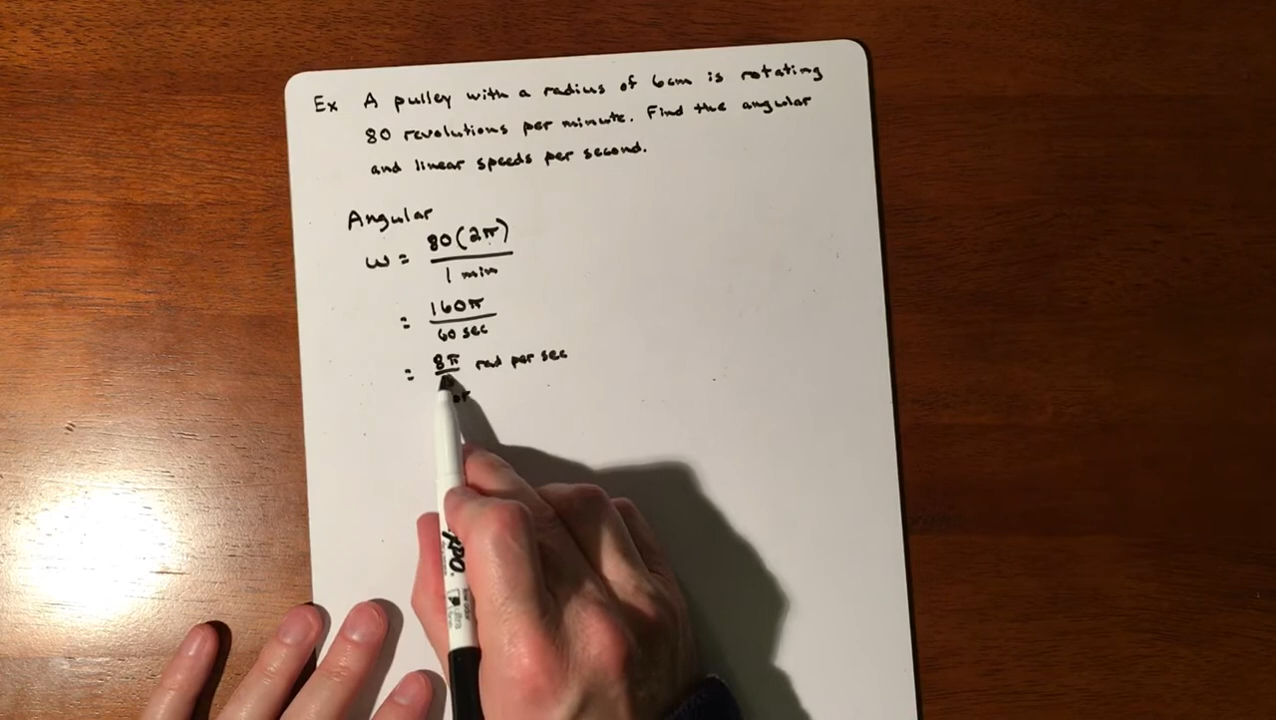 Ex A pulley with a radius of 6cm is rotating
80 revolutions per minute. Find the angular
and linear speeds per second.
Angular
ω = 80(2π)
1 min
= 160π
60 sec
= 8π rad per sec
or